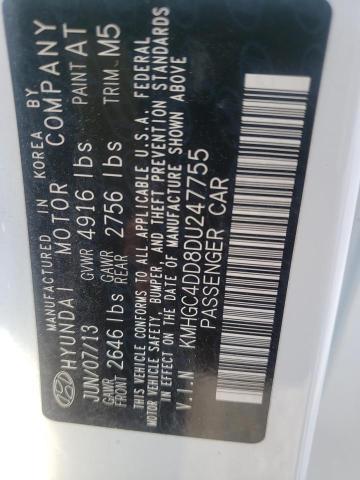 MANUFACTURED IN KOREA BY
HYUNDAI MOTOR COMPANY
JUN/07/13 GVWR 4916 lbs PAINT AT
GAWR FRONT 2646 lbs GAWR REAR 2756 lbs TRIM M5
THIS VEHICLE CONFORMS TO ALL APPLICABLE U.S.A. FEDERAL
MOTOR VEHICLE SAFETY, BUMPER, AND THEFT PREVENTION
STANDARDS IN EFFECT ON THE DATE OF MANUFACTURE SHOWN ABOVE
V.I.N KMHGC4DD8DU247755
PASSENGER CAR